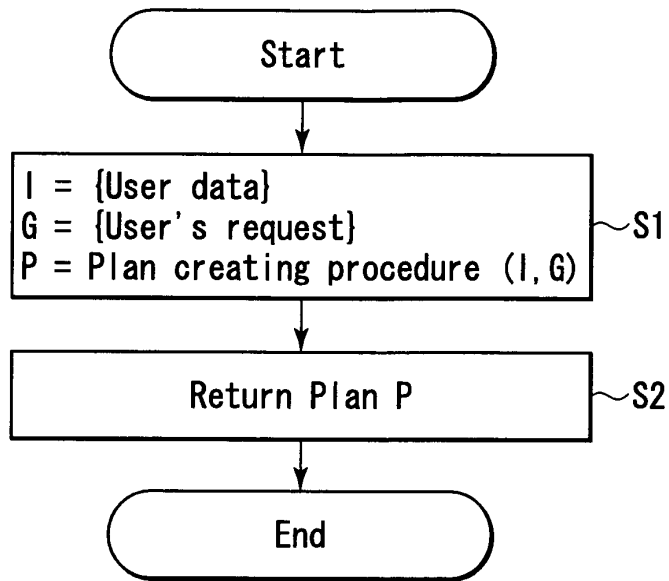 Start
I = {User data}
G = {User's request}
P = Plan creating procedure (I,G)
S1
Return Plan P
S2
End